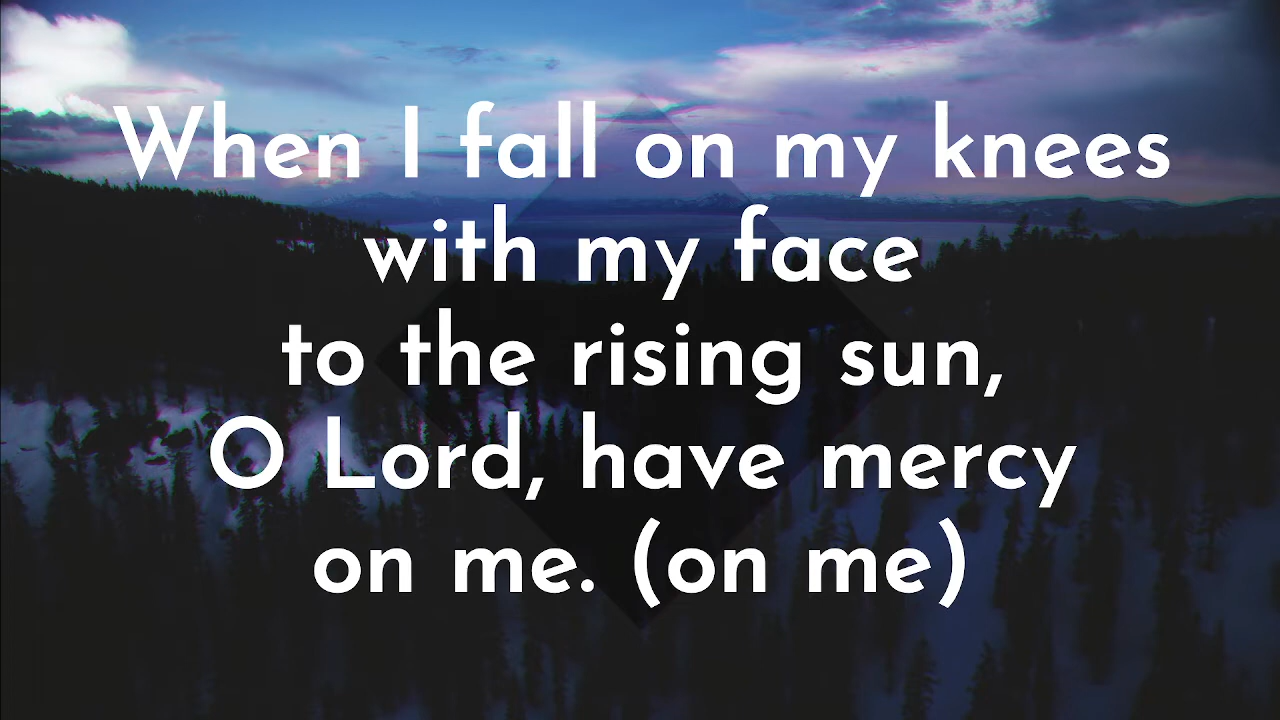 When I fall on my knees
with my face
to the rising sun,
O Lord, have mercy
on me. (on me)